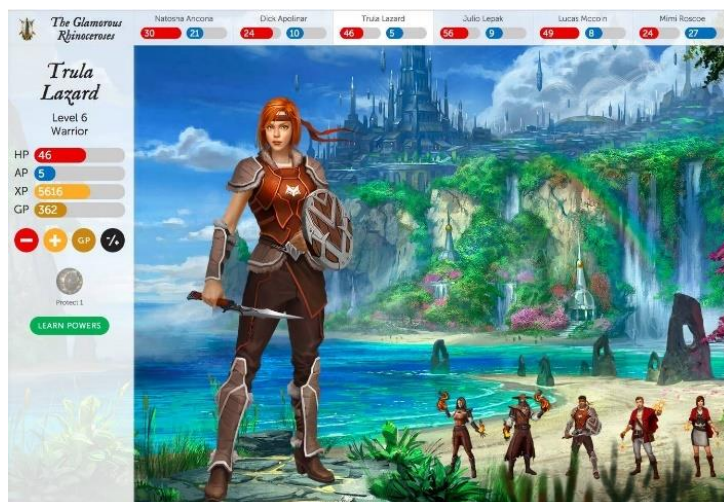 The Glamorous
Rhinoceroses
Natosha Ancona
30 21
Dick Apolinar
24 10
Trula Lazard
46 5
Julio Lepak
56 9
Lucas Mccoin
49 8
Mimi Roscoe
24 27
Trula
Lazard
Level 6
Warrior
HP 46
AP 5
XP 5616
GP 362
GP
Protect 1
LEARN POWERS